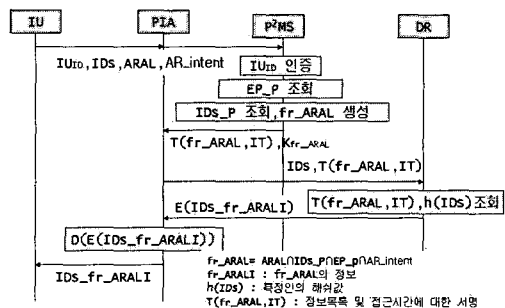 IU PIA P²MS DR
IUID,IDs,ARAL,AR_intent
IUID 인증
EP_P 조회
IDs_P 조회,fr_ARAL 생성
T(fr_ARAL,IT),Kfr_ARAL
IDs,T(fr_ARAL,IT)
T(fr_ARAL,IT),h(IDs)조회
E(IDs_fr_ARALI)
D(E(IDs_fr_ARALI))
IDs_fr_ARALI
fr_ARAL= ARAL∩IDs_P∩EP_p∩AR_intent
fr_ARALI : fr_ARAL의 정보
h(IDs) : 특정인의 해쉬값
T(fr_ARAL,IT) : 정보목록 및 접근시간에 대한 서명